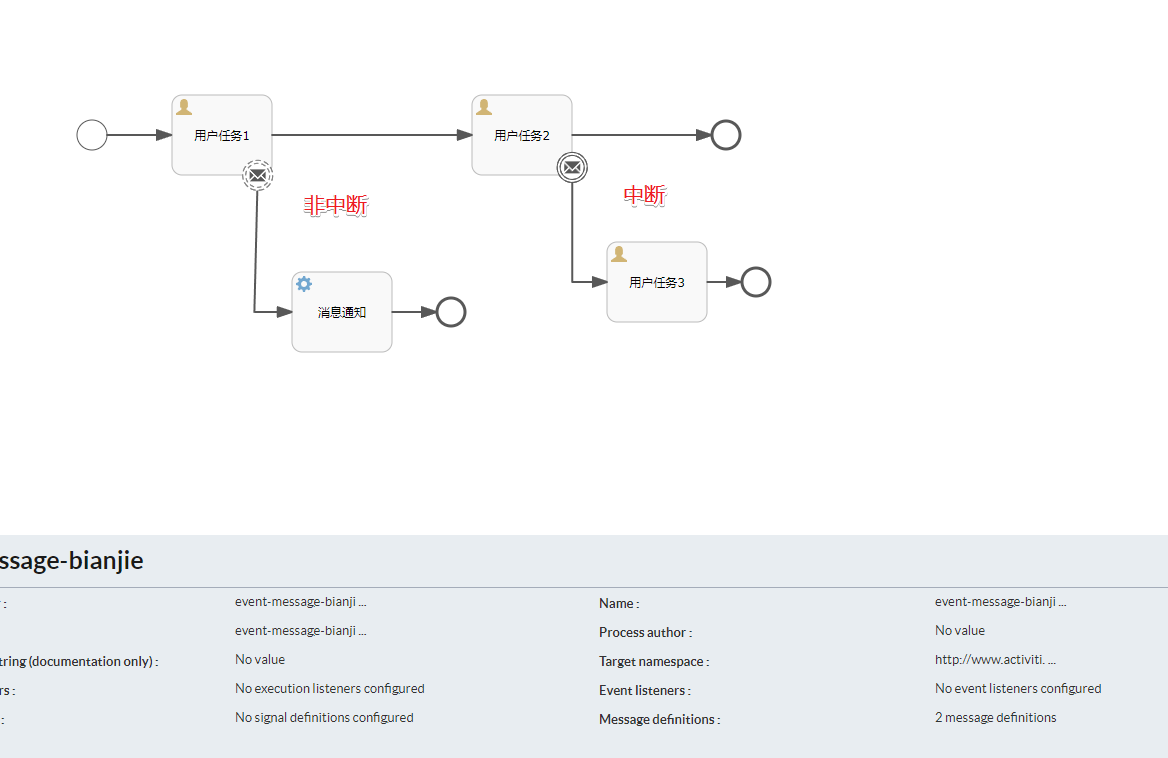 用户任务1
用户任务2
非中断
中断
用户任务3
消息通知
ssage-bianjie
:
event-message-bianji ...
Name :
event-message-bianji ...
event-message-bianji ...
Process author :
No value
tring (documentation only) :
No value
Target namespace :
http://www.activiti. ...
rs :
No execution listeners configured
Event listeners :
No event listeners configured
:
No signal definitions configured
Message definitions :
2 message definitions